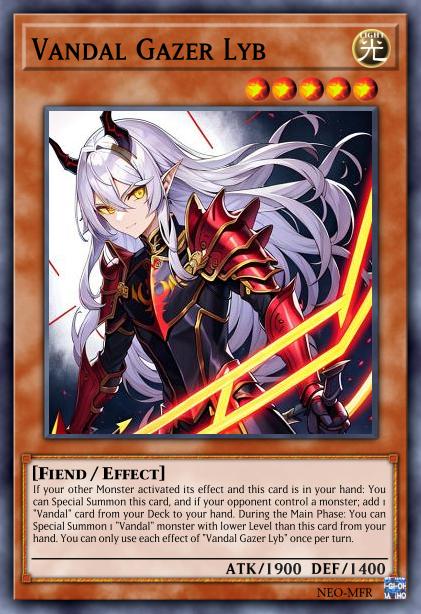 VANDAL GAZER LYB
LIGHT
光
[FIEND / EFFECT]
If your other Monster activated its effect and this card is in your hand: You
can Special Summon this card, and if your opponent control a monster; add 1
"Vandal" card from your Deck to your hand. During the Main Phase: You can
Special Summon 1 "Vandal" monster with lower Level than this card from your
hand. You can only use each effect of "Vandal Gazer Lyb" once per turn.
ATK/1900 DEF/1400
NEO-MFR